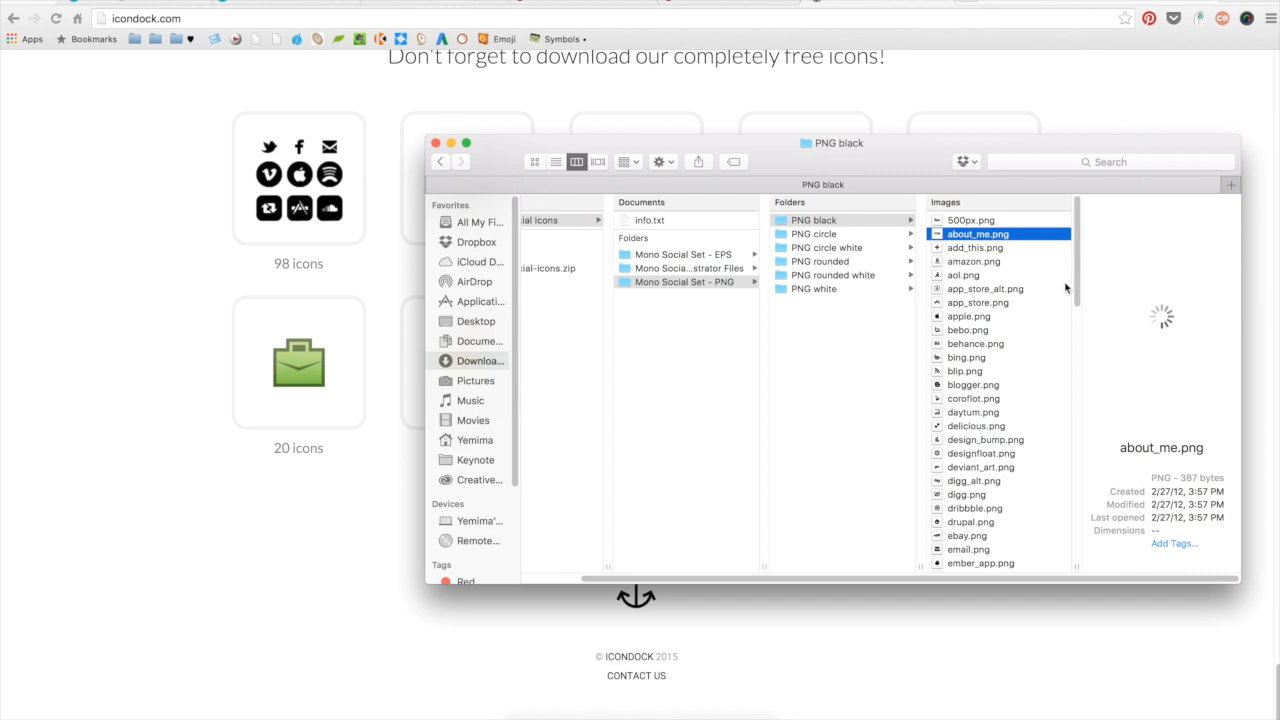 icondock.com
Apps
Bookmarks
♥
Emoji
Symbols
Don't forget to download our completely free icons!
98 icons
20 icons
PNG black
Search
PNG black
Favorites
All My Fi...
Dropbox
iCloud D...
AirDrop
Applicati...
Desktop
Docume...
Downloa...
Pictures
Music
Movies
Yemima
Keynote
Creative...
Devices
Yemima'...
Remote...
Tags
Red
ial Icons
cial-icons.zip
Documents
info.txt
Folders
Mono Social Set - EPS
Mono Socia...strator Files
Mono Social Set - PNG
Folders
PNG black
PNG circle
PNG circle white
PNG rounded
PNG rounded white
PNG white
Images
500px.png
about_me.png
add_this.png
amazon.png
aol.png
app_store_alt.png
app_store.png
apple.png
bebo.png
behance.png
bing.png
blip.png
blogger.png
coroflot.png
daytum.png
delicious.png
design_bump.png
designfloat.png
deviant_art.png
digg_alt.png
digg.png
dribbble.png
drupal.png
ebay.png
email.png
ember_app.png
about_me.png
PNG - 387 bytes
Created 2/27/12, 3:57 PM
Modified 2/27/12, 3:57 PM
Last opened 2/27/12, 3:57 PM
Dimensions --
Add Tags...
© ICONDOCK 2015
CONTACT US